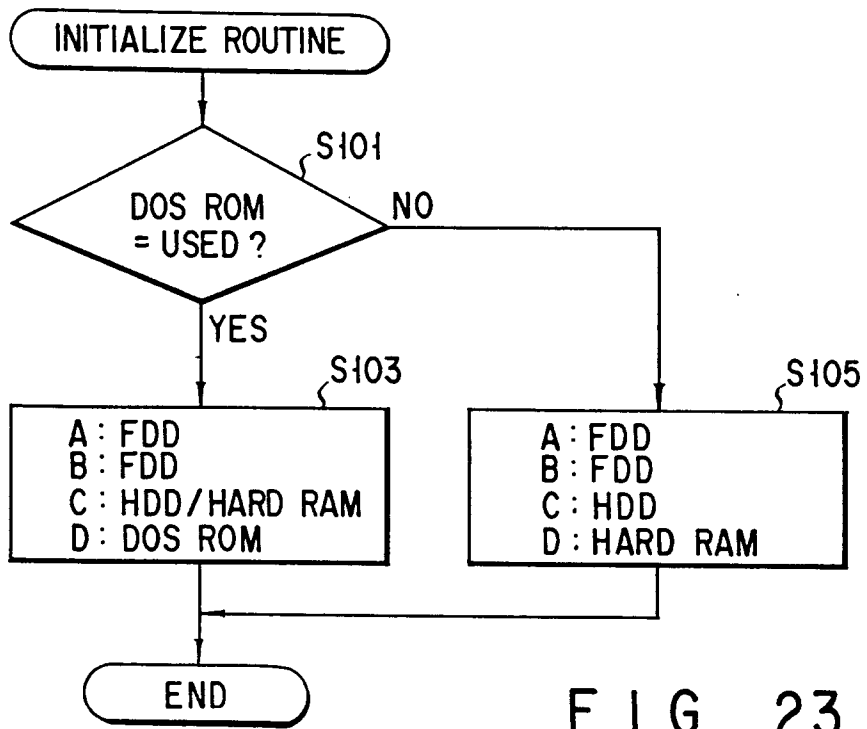 INITIALIZE ROUTINE
S101
DOS ROM
= USED ?
NO
YES
S103
A : FDD
B : FDD
C : HDD/HARD RAM
D : DOS ROM
S105
A : FDD
B : FDD
C : HDD
D : HARD RAM
END
FIG. 23